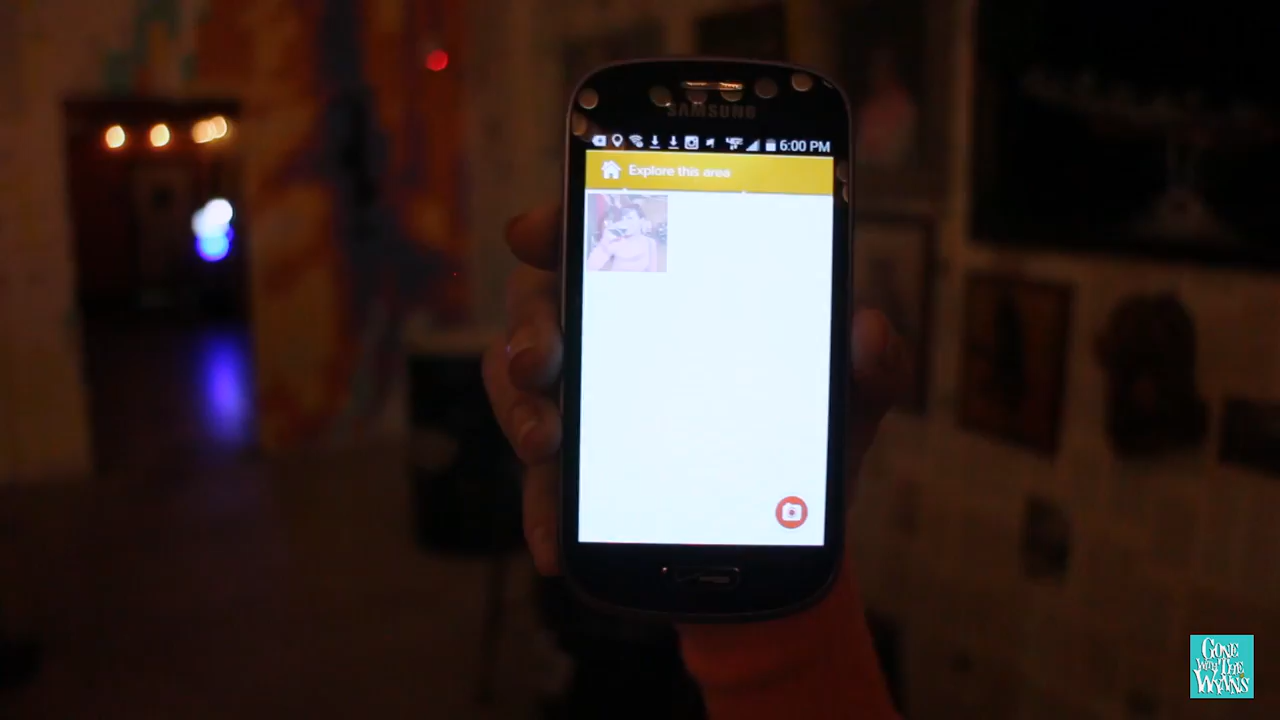 SAMSUNG
6:00 PM
Explore this area
GONE
WITH THE
WYNNS